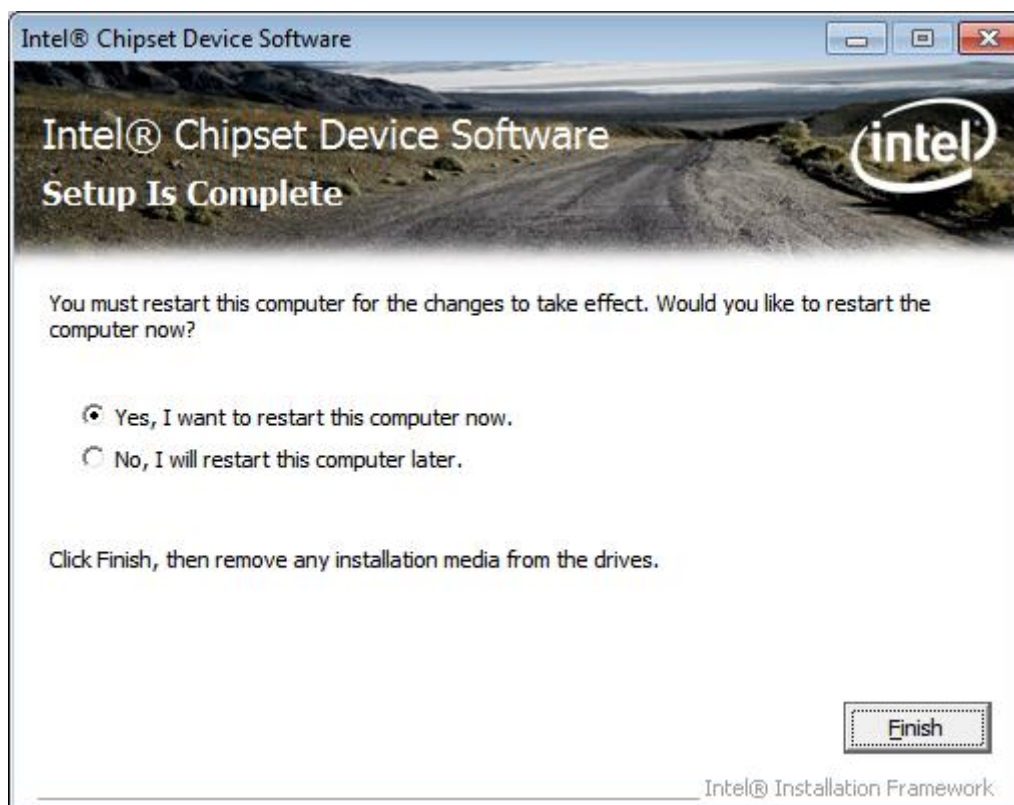 Intel® Chipset Device Software
Intel® Chipset Device Software
intel
Setup Is Complete
You must restart this computer for the changes to take effect. Would you like to restart the
computer now?
Yes, I want to restart this computer now.
No, I will restart this computer later.
Click Finish, then remove any installation media from the drives.
Finish
Intel® Installation Framework